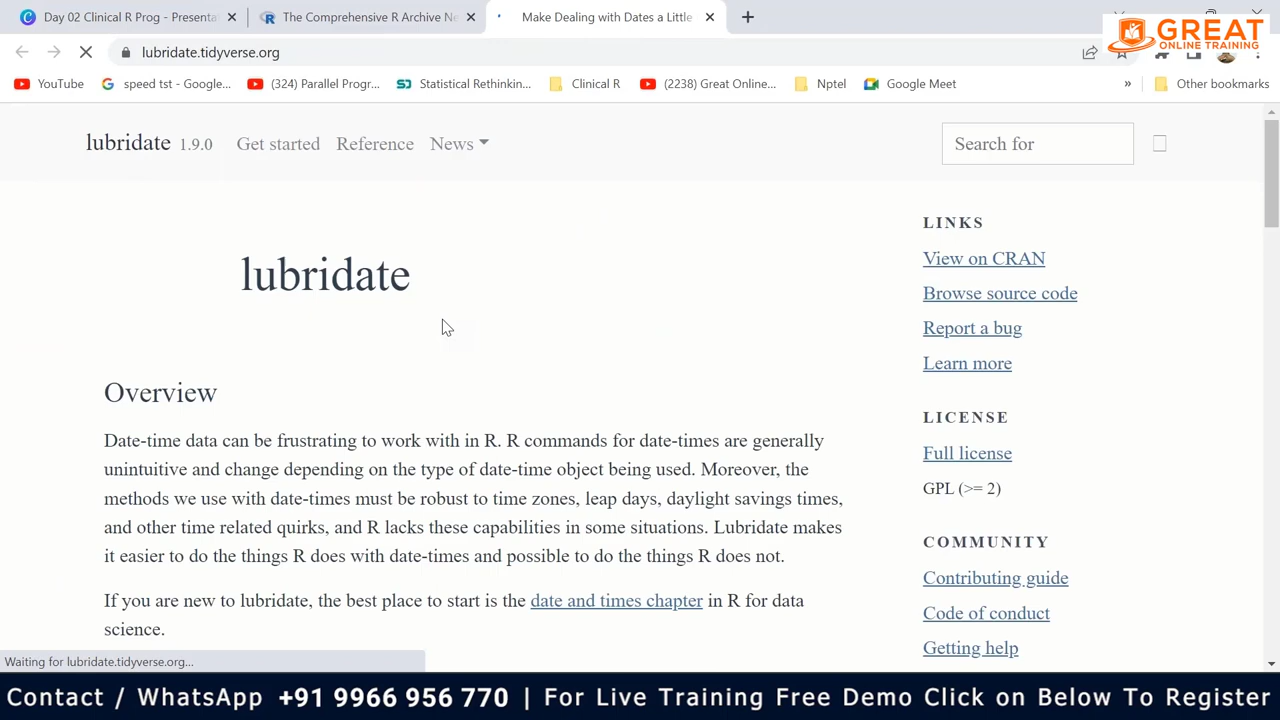 Day 02 Clinical R Prog - Presenta
The Comprehensive R Archive Ne
Make Dealing with Dates a Little
GREAT
ONLINE TRAINING
lubridate.tidyverse.org
YouTube
speed tst - Google...
(324) Parallel Progr...
Statistical Rethinkin...
Clinical R
(2238) Great Online...
Nptel
Google Meet
»
Other bookmarks
lubridate 1.9.0 Get started Reference News
Search for
lubridate
Overview
Date-time data can be frustrating to work with in R. R commands for date-times are generally
unintuitive and change depending on the type of date-time object being used. Moreover, the
methods we use with date-times must be robust to time zones, leap days, daylight savings times,
and other time related quirks, and R lacks these capabilities in some situations. Lubridate makes
it easier to do the things R does with date-times and possible to do the things R does not.
If you are new to lubridate, the best place to start is the date and times chapter in R for data
science.
LINKS
View on CRAN
Browse source code
Report a bug
Learn more
LICENSE
Full license
GPL (>= 2)
COMMUNITY
Contributing guide
Code of conduct
Getting help
Waiting for lubridate.tidyverse.org...
Contact / WhatsApp +91 9966 956 770 | For Live Training Free Demo Click on Below To Register